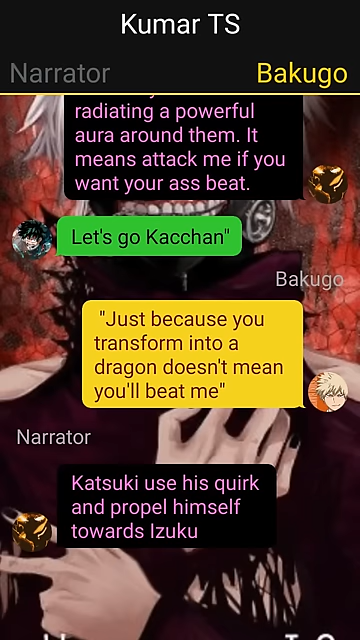 Kumar TS
Narrator
Bakugo
radiating a powerful
aura around them. It
means attack me if you
want your ass beat.
Let's go Kacchan"
Bakugo
"Just because you
transform into a
dragon doesn't mean
you'll beat me"
Narrator
Katsuki use his quirk
and propel himself
towards Izuku